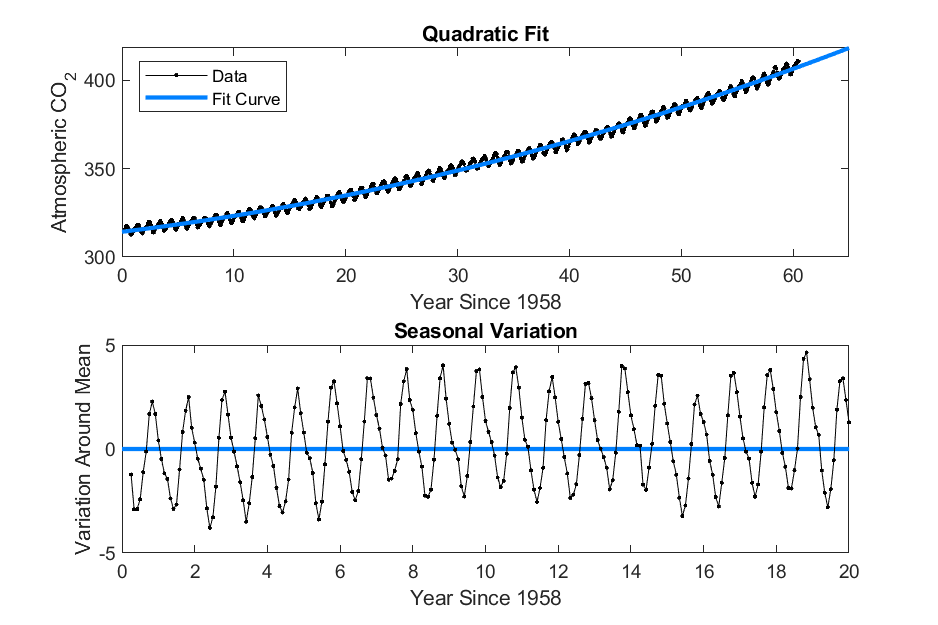 Quadratic Fit
Atmospheric CO2
400
350
300
Data
Fit Curve
0 10 20 30 40 50 60
Year Since 1958
Seasonal Variation
Variation Around Mean
5
0
-5
0 2 4 6 8 10 12 14 16 18 20
Year Since 1958